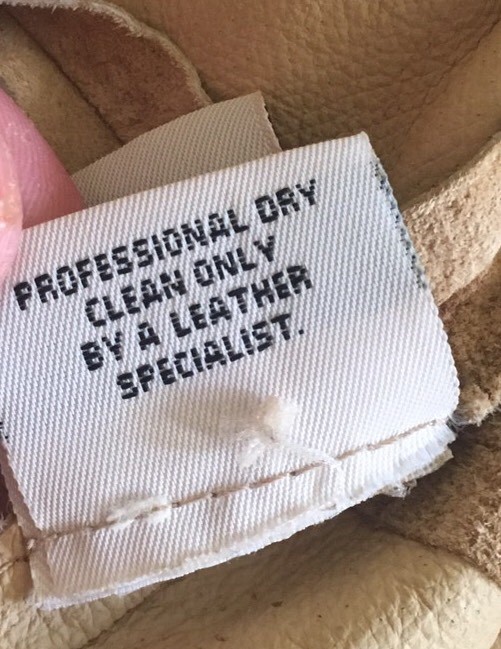 PROFESSIONAL DRY
CLEAN ONLY
BY A LEATHER
SPECIALIST.